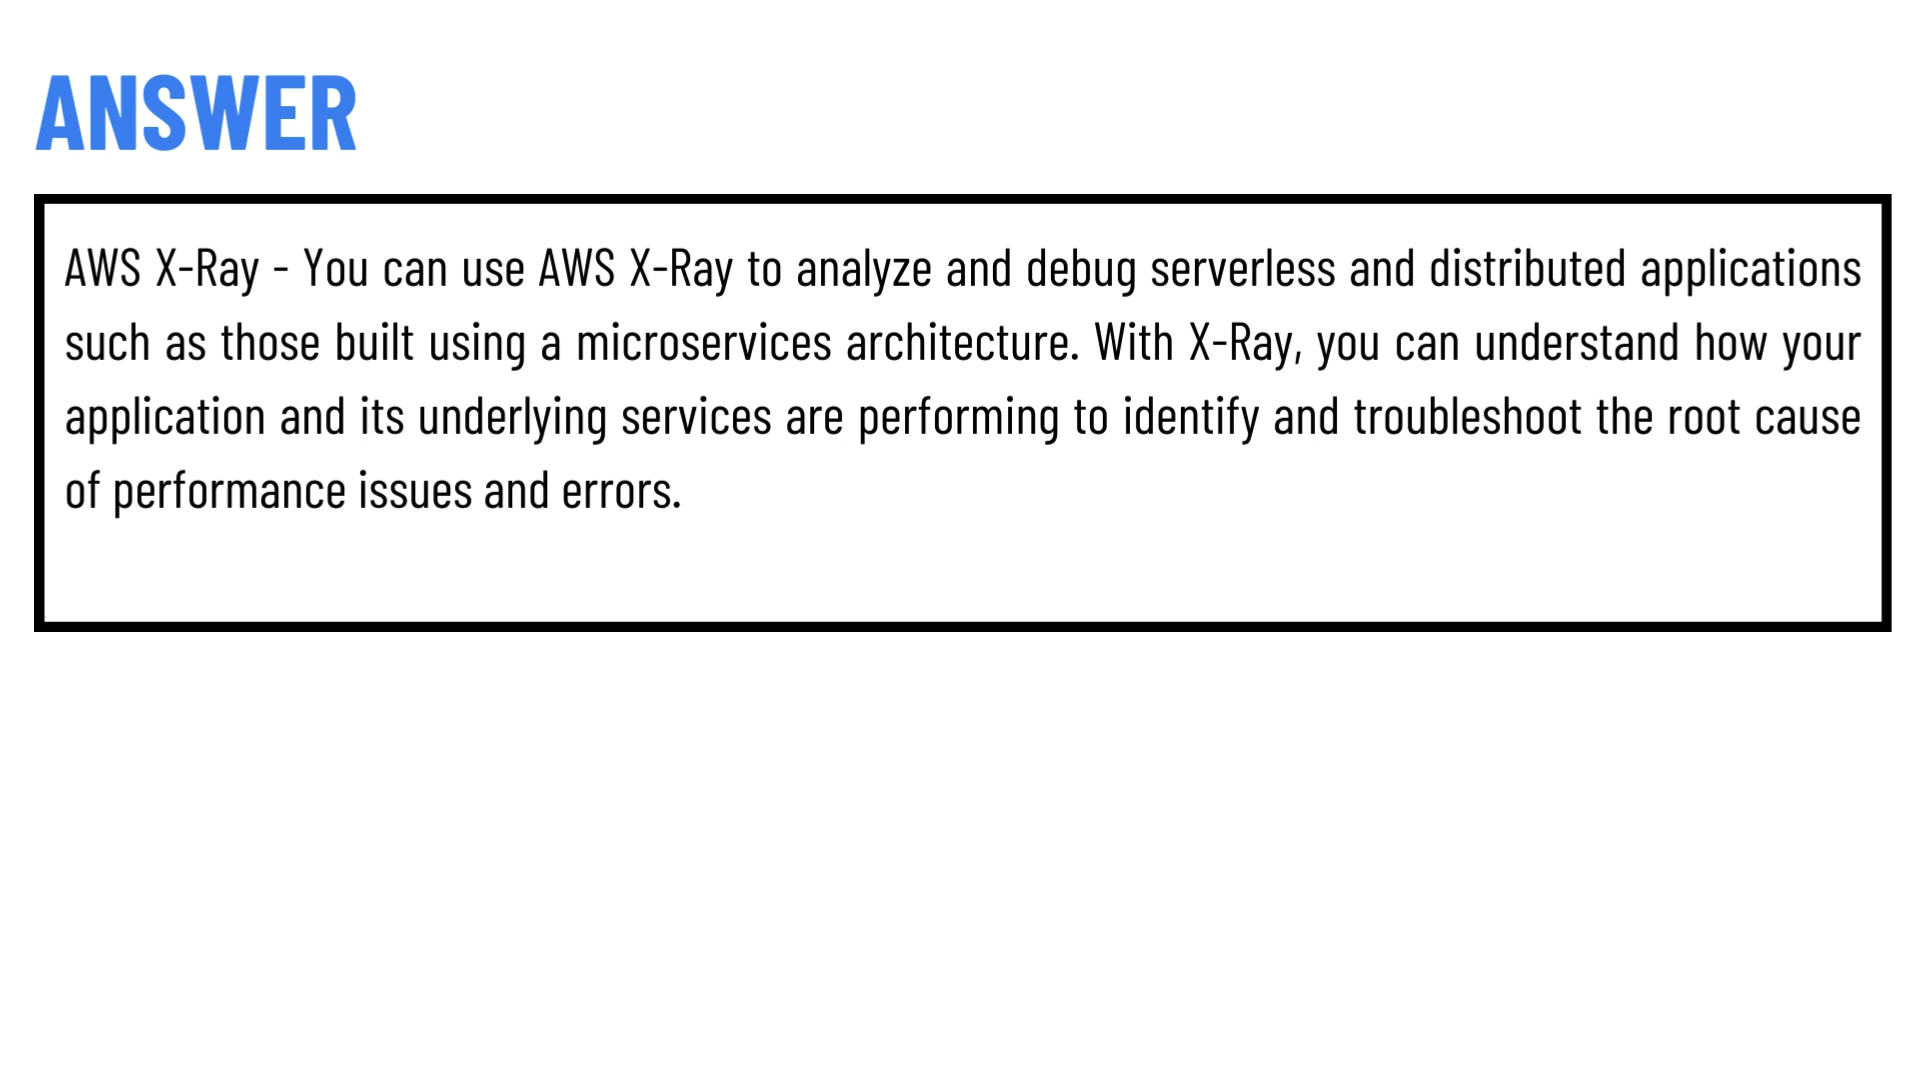 ANSWER
AWS X-Ray - You can use AWS X-Ray to analyze and debug serverless and distributed applications
such as those built using a microservices architecture. With X-Ray, you can understand how your
application and its underlying services are performing to identify and troubleshoot the root cause
of performance issues and errors.